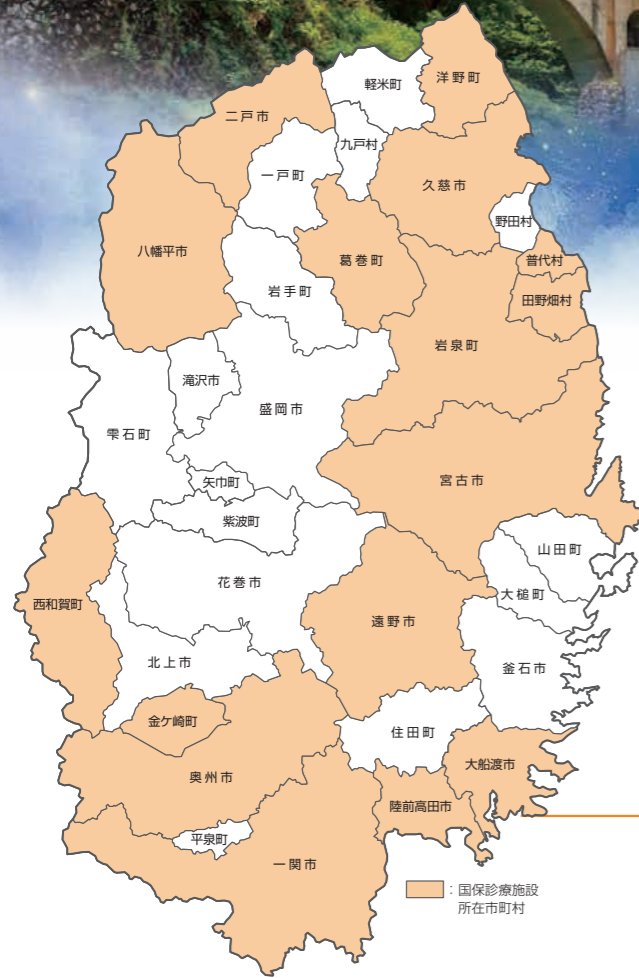 洋野町
軽米町
二戸市
九戸村
一戸町
久慈市
野田村
八幡平市
葛巻町
普代村
岩手町
田野畑村
岩泉町
滝沢市
盛岡市
雫石町
宮古市
矢巾町
紫波町
山田町
花巻市
大槌町
西和賀町
遠野市
北上市
釜石市
金ケ崎町
住田町
大船渡市
奥州市
陸前高田市
平泉町
一関市
:国保診療施設
所在市町村